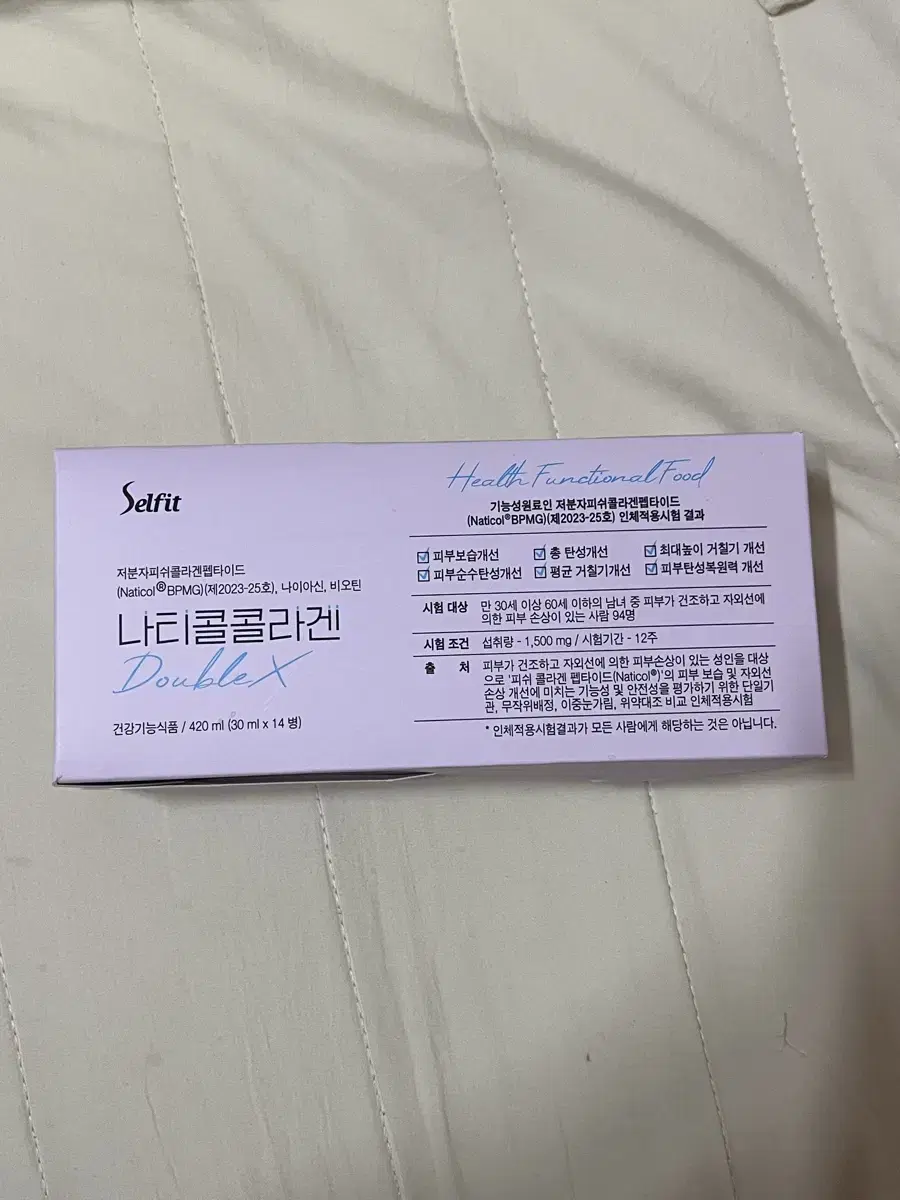 Selfit
저분자피쉬콜라겐펩타이드
(Naticol®BPMG)(제2023-25호), 나이아신, 비오틴
나티콜콜라겐
Double X
건강기능식품 / 420 ml (30 ml x 14 병)
Health Functional Food
기능성원료인 저분자피쉬콜라겐펩타이드
(Naticol®BPMG)(제2023-25호) 인체적용시험 결과
피부보습개선 총 탄성개선 최대높이 거칠기 개선
피부순수탄성개선 평균 거칠기개선 피부탄성복원력 개선
시험 대상 만 30세 이상 60세 이하의 남녀 중 피부가 건조하고 자외선에
의한 피부 손상이 있는 사람 94명
시험 조건 섭취량 - 1,500 mg / 시험기간 - 12주
출 처 피부가 건조하고 자외선에 의한 피부손상이 있는 성인을 대상
으로 '피쉬 콜라겐 펩타이드(Naticol®)'의 피부 보습 및 자외선
손상 개선에 미치는 기능성 및 안전성을 평가하기 위한 단일기
관, 무작위배정, 이중눈가림, 위약대조 비교 인체적용시험
* 인체적용시험결과가 모든 사람에게 해당하는 것은 아닙니다.